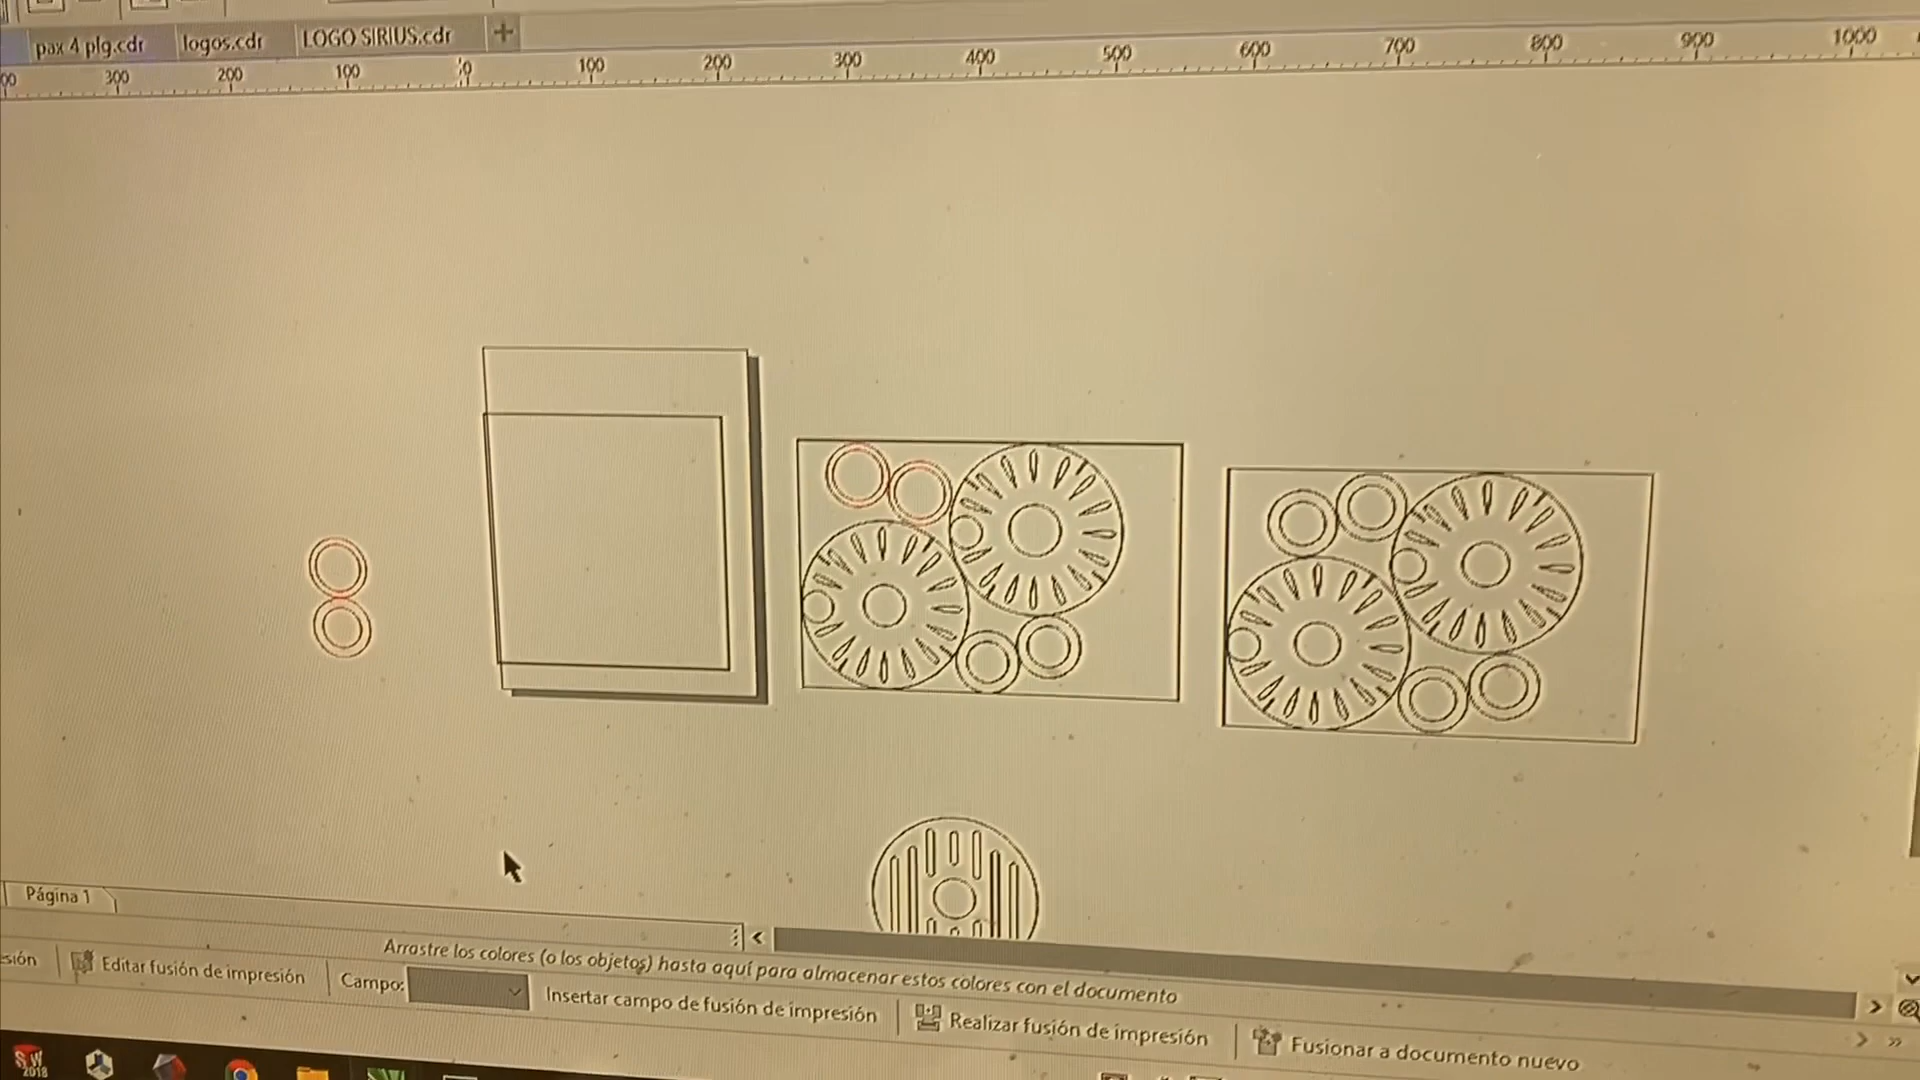 pax 4 plg.cdr logos.cdr LOGO SIRIUS.cdr
300 200 100 0 100 200 300 400 500 600 700 800 900 1000
Página 1
Arrastre los colores (o los objetos) hasta aquí para almacenar estos colores con el documento
Editar fusión de impresión Campo: Insertar campo de fusión de impresión Realizar fusión de impresión Fusionar a documento nuevo
SW
2018